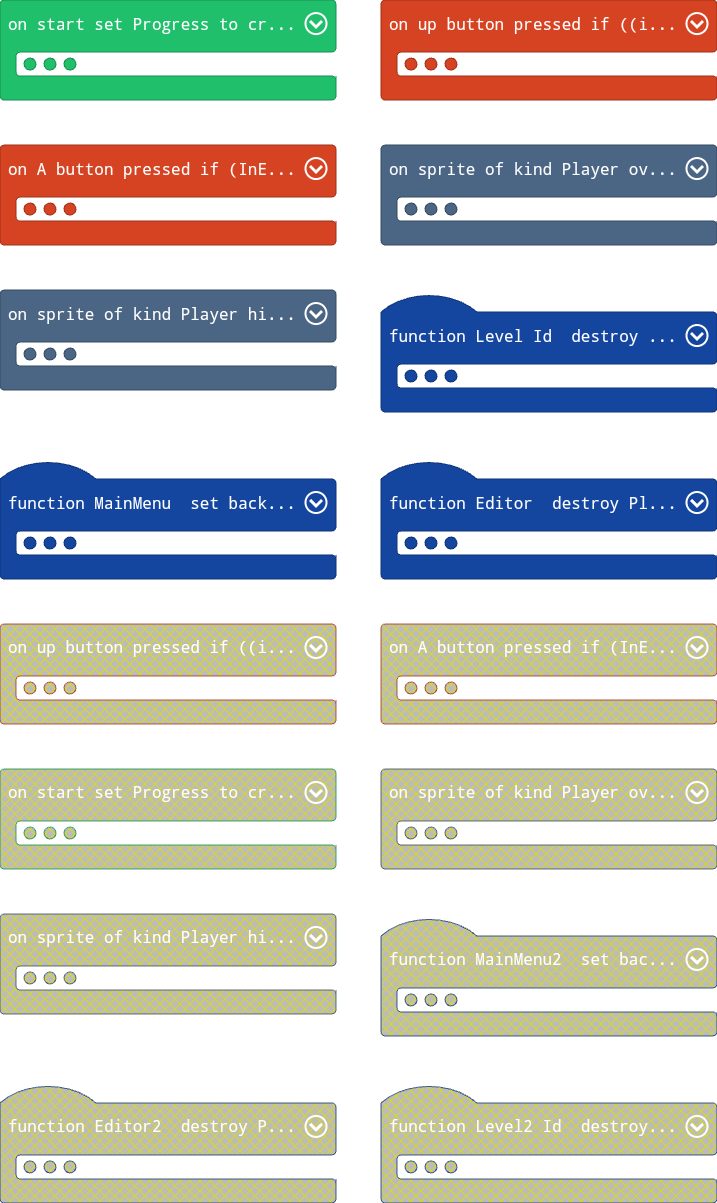 on start set Progress to cr...
on up button pressed if ((i...
on A button pressed if (InE...
on sprite of kind Player ov...
on sprite of kind Player hi...
function Level Id  destroy ...
function MainMenu  set back...
function Editor  destroy Pl...
on up button pressed if ((i...
on A button pressed if (InE...
on start set Progress to cr...
on sprite of kind Player ov...
on sprite of kind Player hi...
function MainMenu2  set bac...
function Editor2  destroy P...
function Level2 Id  destroy...